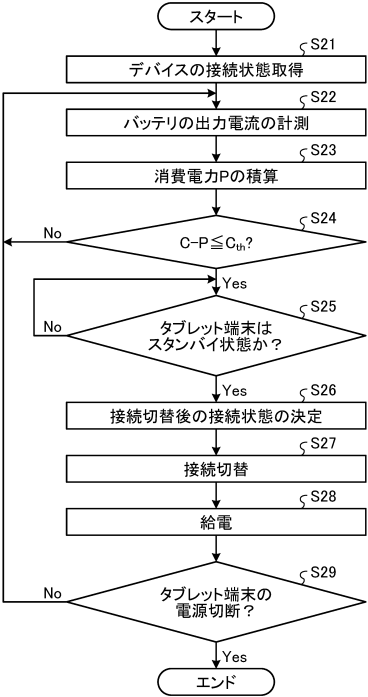 スタート
S21
デバイスの接続状態取得
S22
バッテリの出力電流の計測
S23
消費電力Pの積算
S24
No
C-P≦Cth?
Yes
S25
No
タブレット端末は
スタンバイ状態か？
Yes
S26
接続切替後の接続状態の決定
S27
接続切替
S28
給電
S29
No
タブレット端末の
電源切断？
Yes
エンド